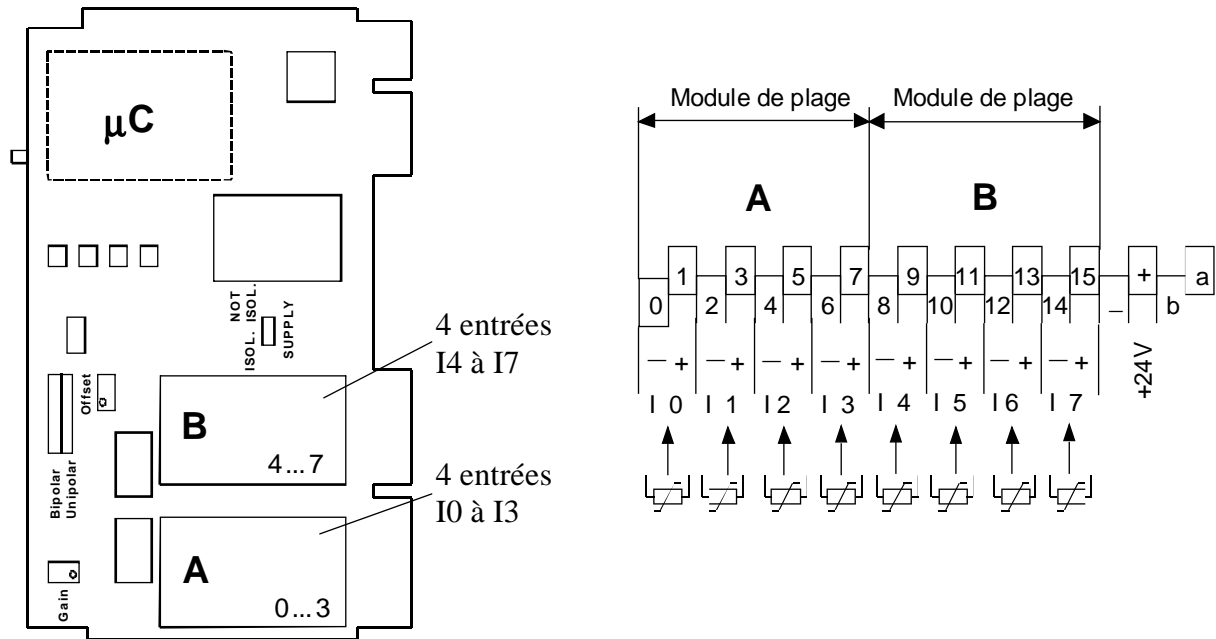 µC
NOT
ISOL. ISOL.
SUPPLY
Offset
Bipolar
Unipolar
Gain
B
4...7
A
0...3
4 entrées
I4 à I7
4 entrées
I0 à I3
Module de plage Module de plage
A B
1 3 5 7 9 11 13 15 + a
0 2 4 6 8 10 12 14 – b
– + – + – + – + – + – + – + – +
+24V
I 0 I 1 I 2 I 3 I 4 I 5 I 6 I 7